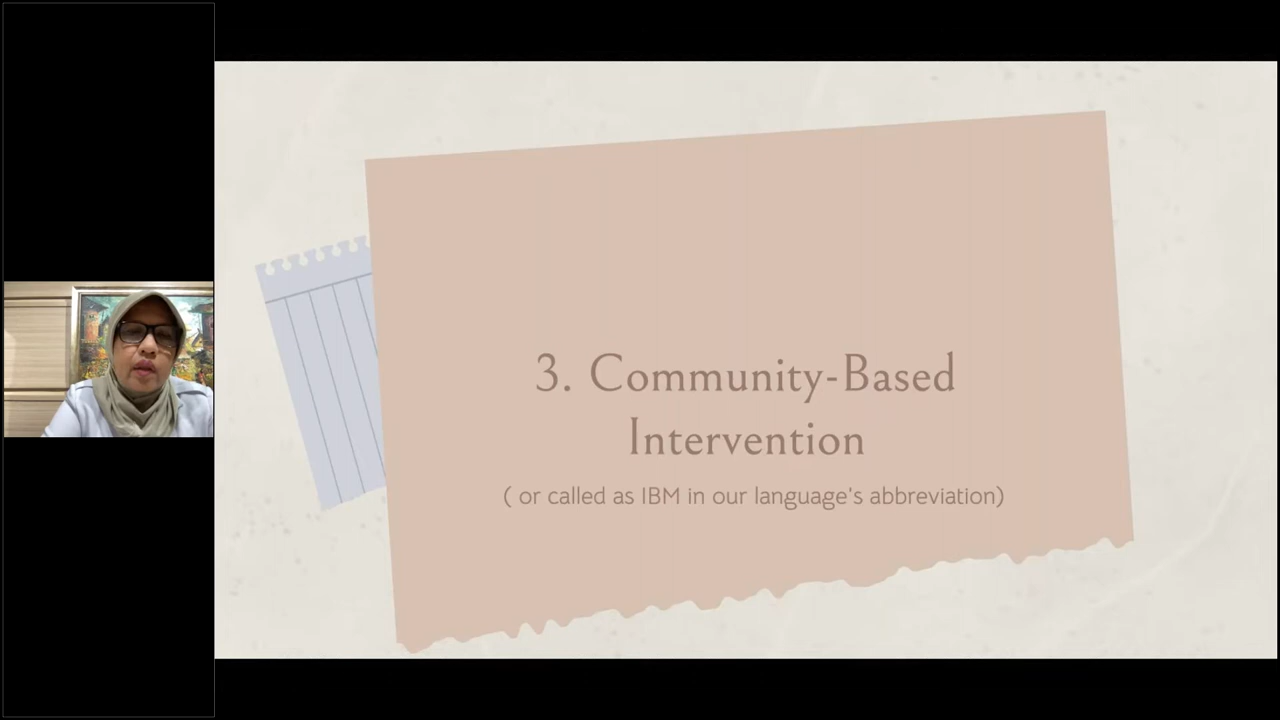 3. Community-Based
Intervention
( or called as IBM in our language's abbreviation)